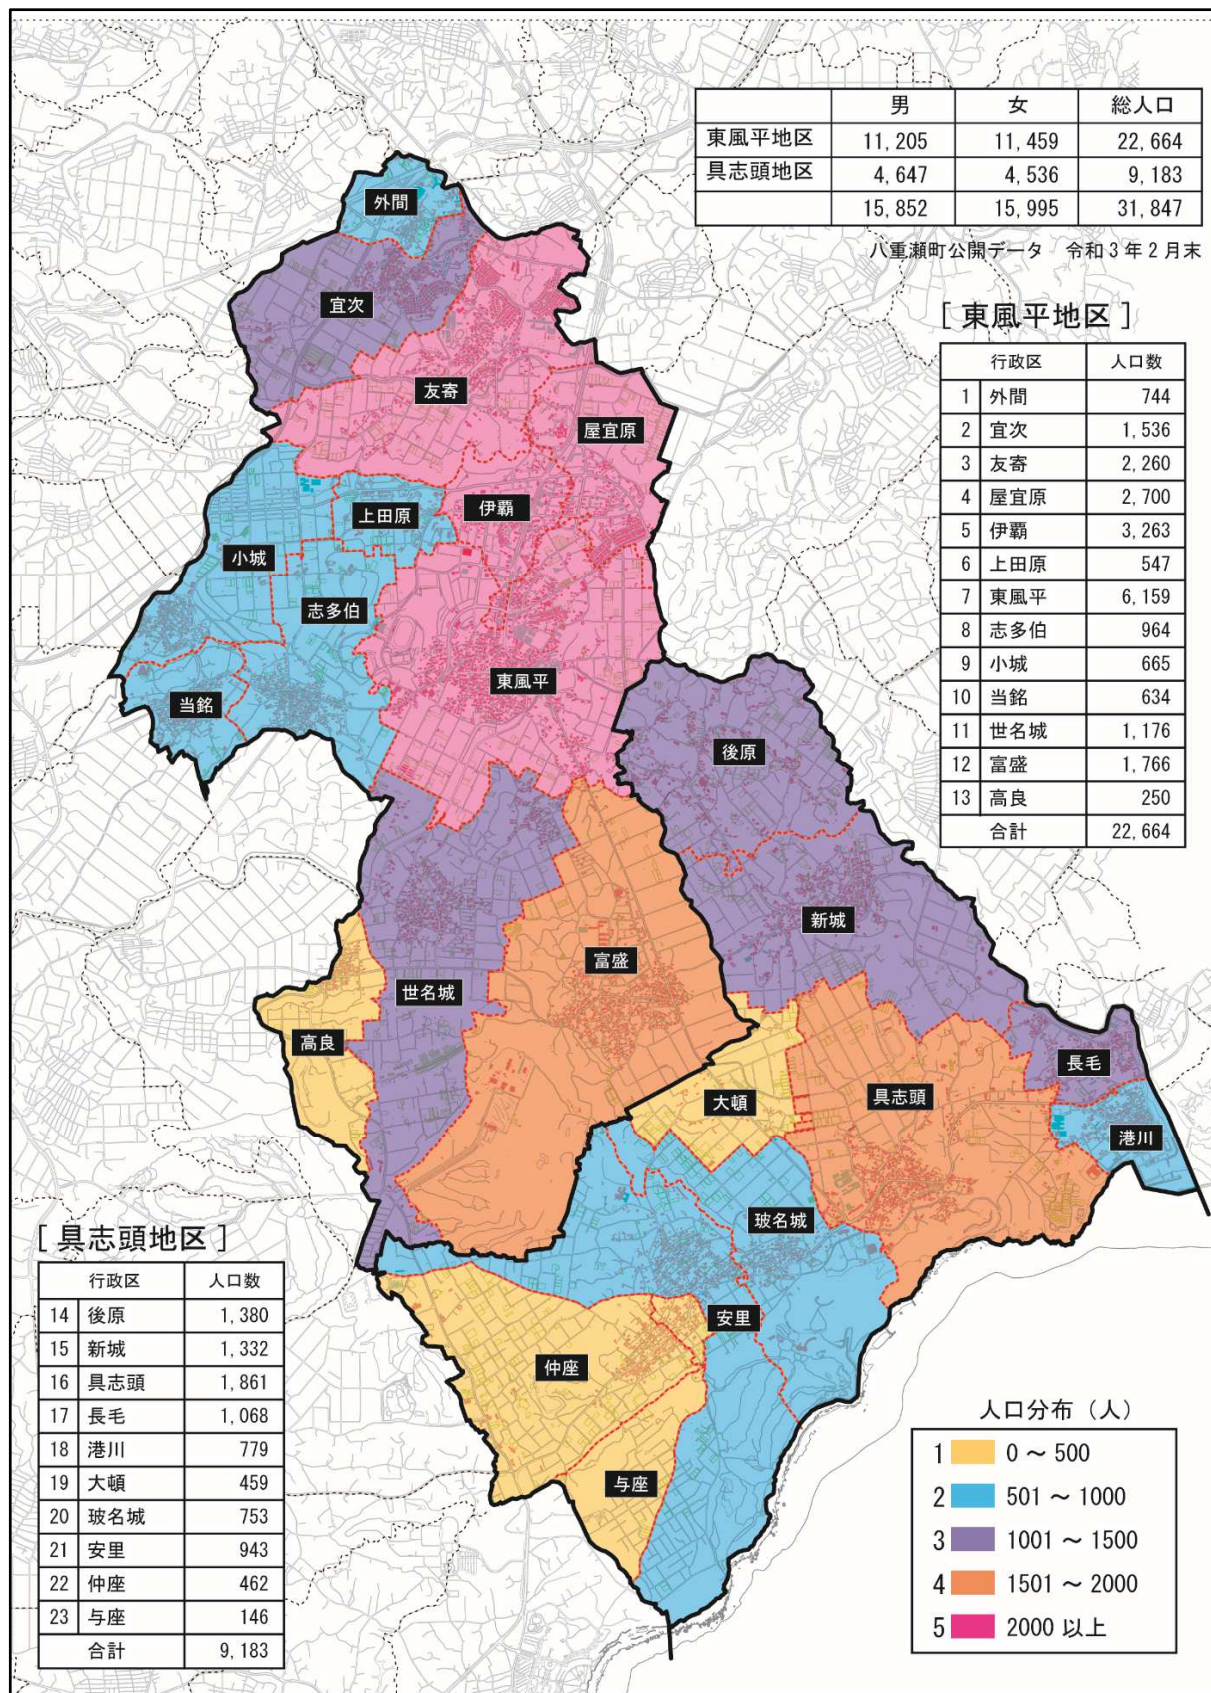 男 女 総人口
東風平地区 11,205 11,459 22,664
具志頭地区 4,647 4,536 9,183
15,852 15,995 31,847
八重瀬町公開データ 令和3年2月末
[ 東風平地区 ]
行政区 人口数
1 外間 744
2 宜次 1,536
3 友寄 2,260
4 屋宜原 2,700
5 伊覇 3,263
6 上田原 547
7 東風平 6,159
8 志多伯 964
9 小城 665
10 当銘 634
11 世名城 1,176
12 富盛 1,766
13 高良 250
合計 22,664
外間
宜次
友寄
屋宜原
伊覇
上田原
小城
志多伯
東風平
当銘
後原
新城
富盛
世名城
高良
長毛
大頓
具志頭
港川
玻名城
安里
仲座
与座
[ 具志頭地区 ]
行政区 人口数
14 後原 1,380
15 新城 1,332
16 具志頭 1,861
17 長毛 1,068
18 港川 779
19 大頓 459
20 玻名城 753
21 安里 943
22 仲座 462
23 与座 146
合計 9,183
人口分布（人）
1 0 ～ 500
2 501 ～ 1000
3 1001 ～ 1500
4 1501 ～ 2000
5 2000 以上